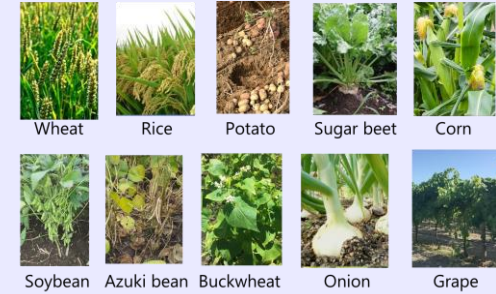 Wheat
Rice
Potato
Sugar beet
Corn
Soybean
Azuki bean
Buckwheat
Onion
Grape